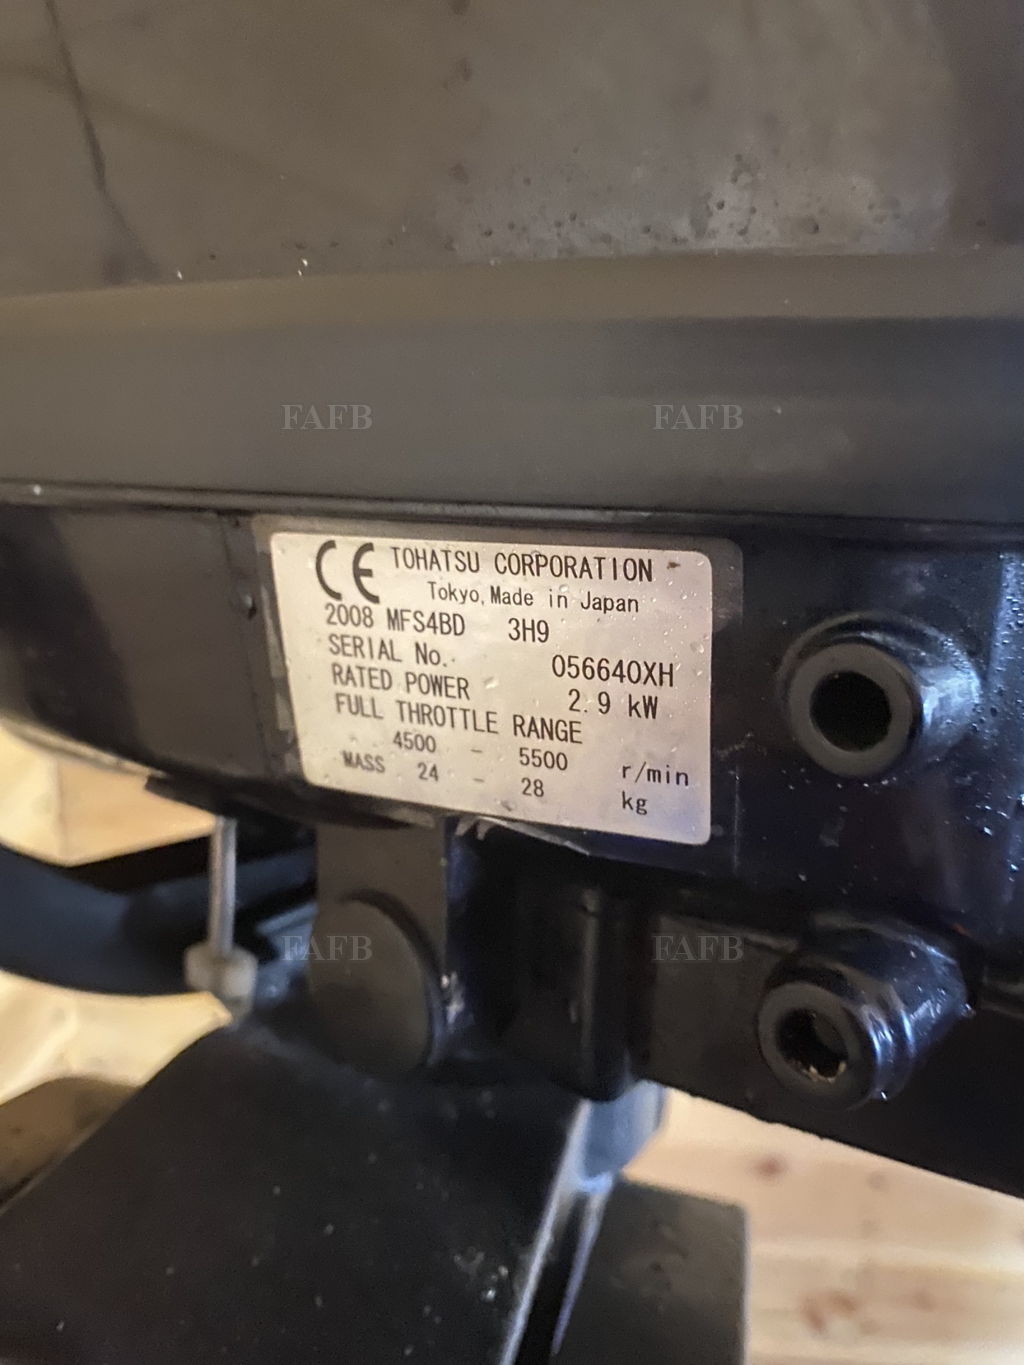 FAFB FAFB
CE TOHATSU CORPORATION
Tokyo, Made in Japan
2008 MFS4BD 3H9
SERIAL No. 056640XH
RATED POWER 2.9 kW
FULL THROTTLE RANGE
4500 - 5500 r/min
MASS 24 - 28 kg
FAFB FAFB